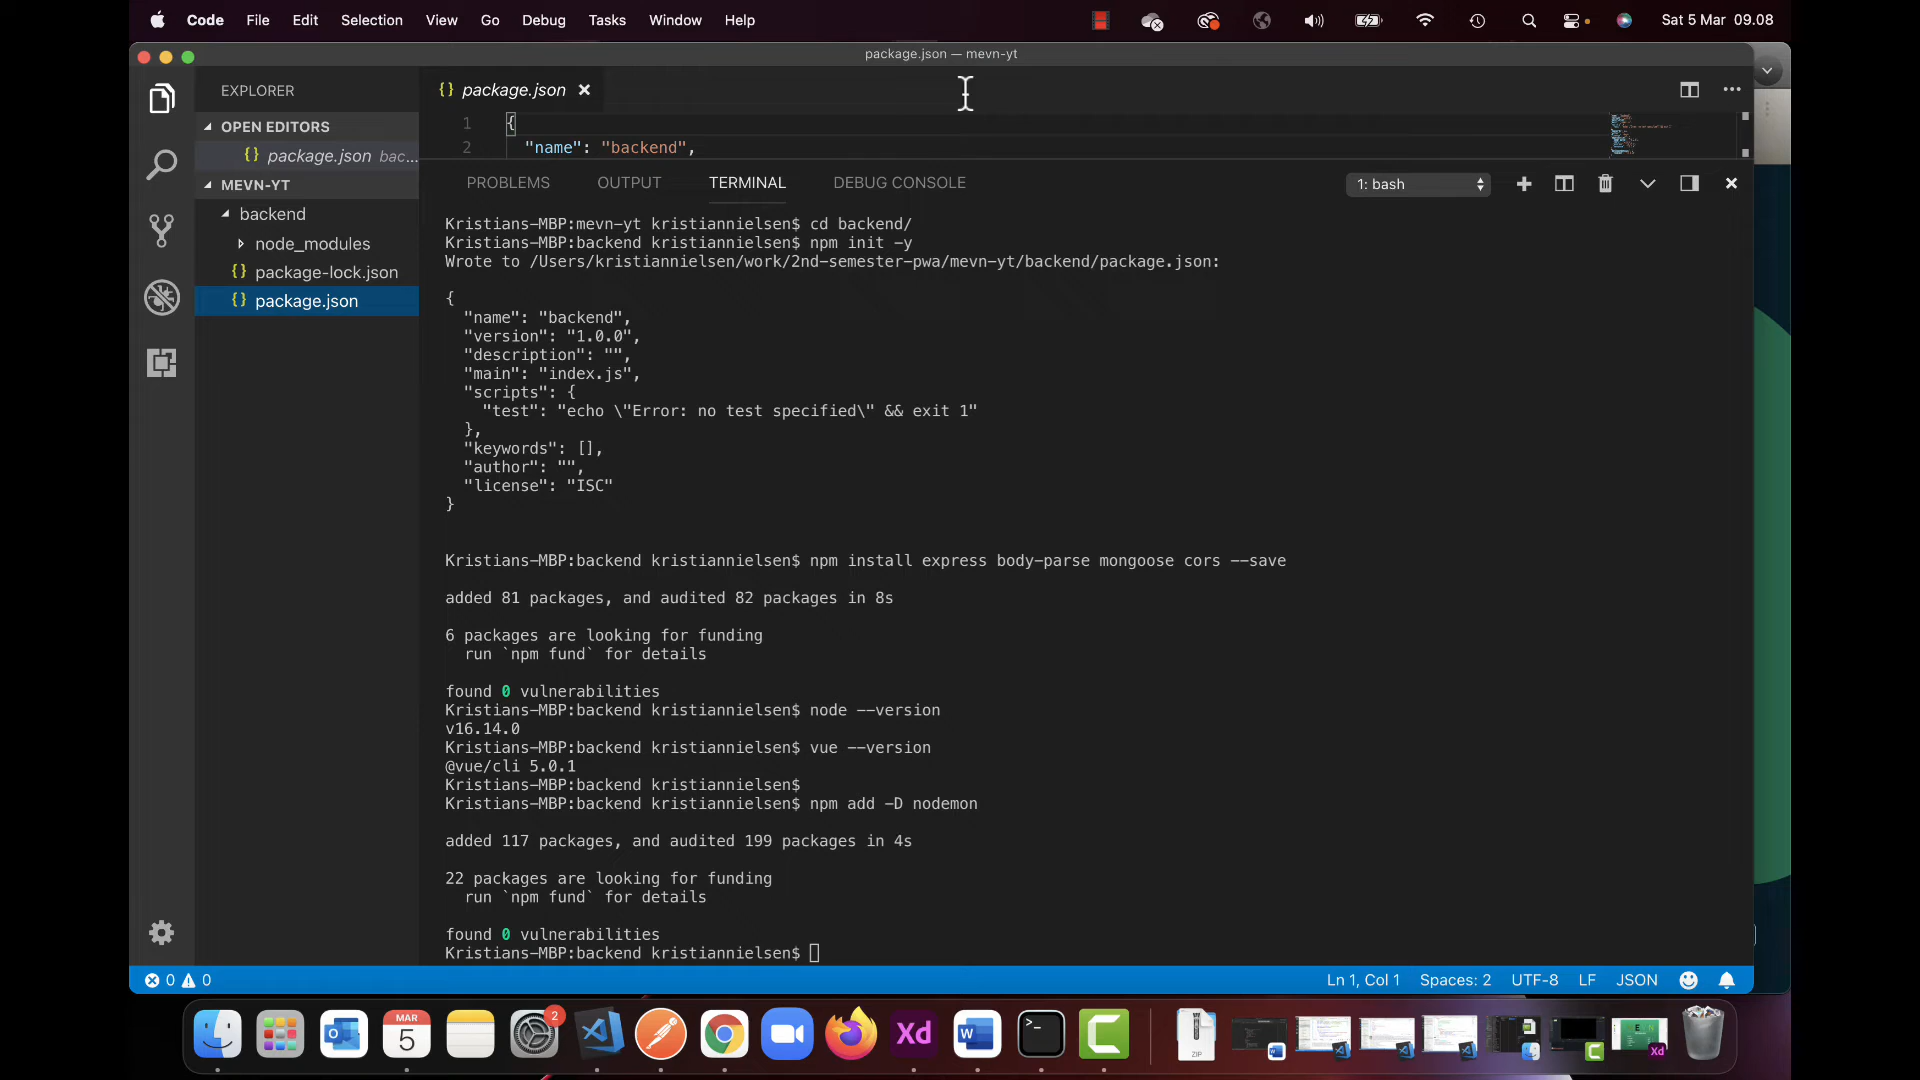 Code File Edit Selection View Go Debug Tasks Window Help
Sat 5 Mar 09.08
package.json — mevn-yt
EXPLORER
OPEN EDITORS
{} package.json bac...
MEVN-YT
backend
node_modules
{} package-lock.json
{} package.json
{} package.json
1 {
2 "name": "backend",
PROBLEMS OUTPUT TERMINAL DEBUG CONSOLE
1: bash
Kristians-MBP:mevn-yt kristiannielsen$ cd backend/
Kristians-MBP:backend kristiannielsen$ npm init -y
Wrote to /Users/kristiannielsen/work/2nd-semester-pwa/mevn-yt/backend/package.json:
{
"name": "backend",
"version": "1.0.0",
"description": "",
"main": "index.js",
"scripts": {
"test": "echo \"Error: no test specified\" && exit 1"
},
"keywords": [],
"author": "",
"license": "ISC"
}
Kristians-MBP:backend kristiannielsen$ npm install express body-parse mongoose cors --save
added 81 packages, and audited 82 packages in 8s
6 packages are looking for funding
run `npm fund` for details
found 0 vulnerabilities
Kristians-MBP:backend kristiannielsen$ node --version
v16.14.0
Kristians-MBP:backend kristiannielsen$ vue --version
@vue/cli 5.0.1
Kristians-MBP:backend kristiannielsen$
Kristians-MBP:backend kristiannielsen$ npm add -D nodemon
added 117 packages, and audited 199 packages in 4s
22 packages are looking for funding
run `npm fund` for details
found 0 vulnerabilities
Kristians-MBP:backend kristiannielsen$
0 0
Ln 1, Col 1 Spaces: 2 UTF-8 LF JSON
MAR
5
2
Xd
W
>_
C
ZIP